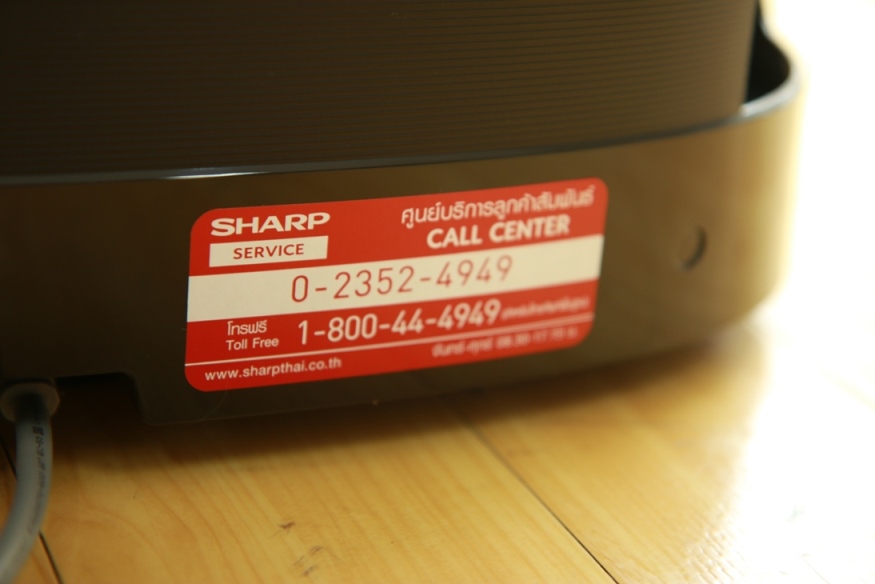 SHARP
SERVICE
ศูนย์บริการลูกค้าสัมพันธ์
CALL CENTER
0-2352-4949
โทรฟรี
Toll Free
1-800-44-4949
www.sharpthai.co.th